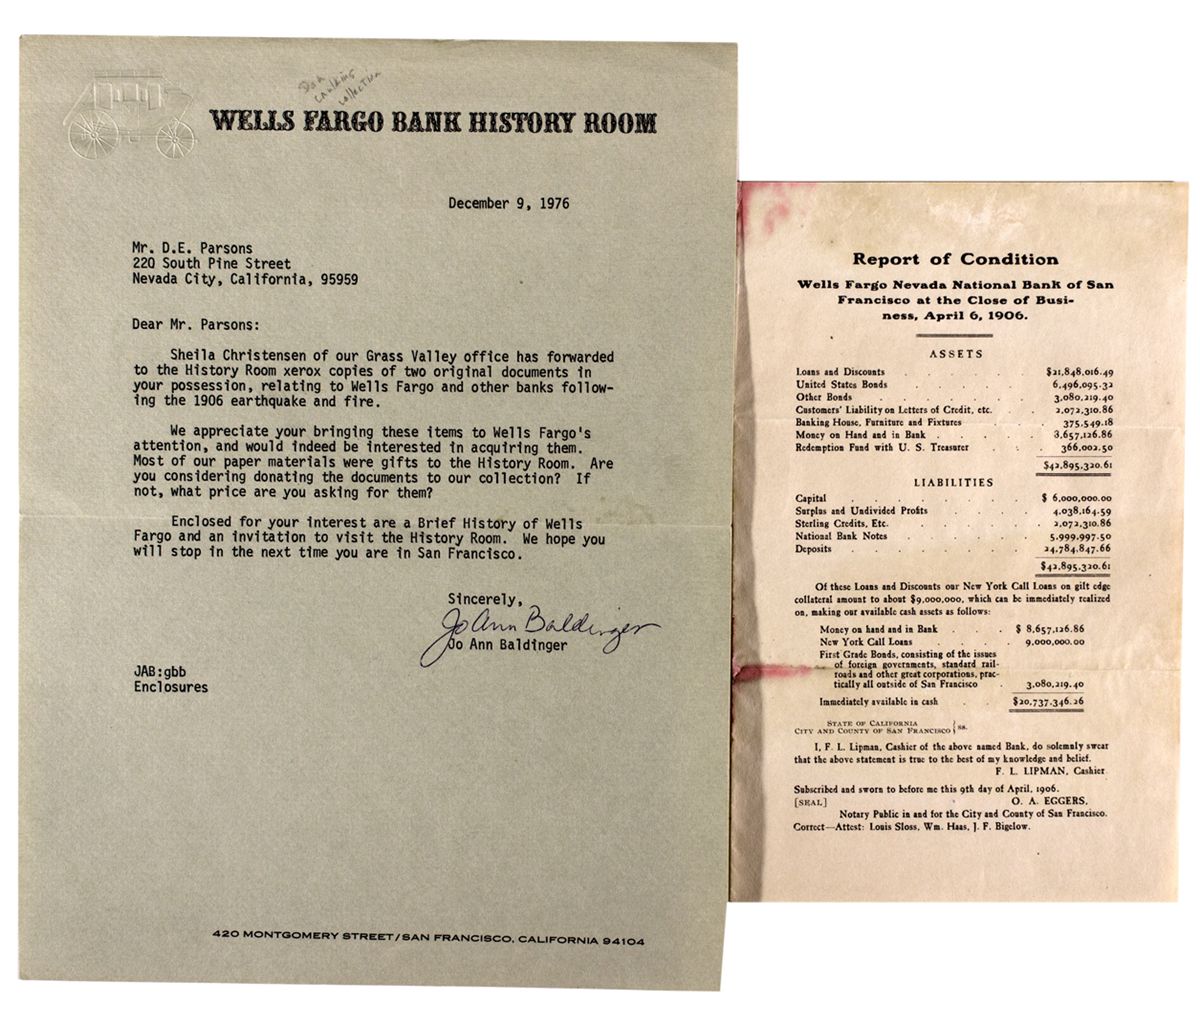 Don
Caulkins
collection
WELLS FARGO BANK HISTORY ROOM
December 9, 1976
Mr. D.E. Parsons
220 South Pine Street
Nevada City, California, 95959
Dear Mr. Parsons:
Sheila Christensen of our Grass Valley office has forwarded
to the History Room xerox copies of two original documents in
your possession, relating to Wells Fargo and other banks follow-
ing the 1906 earthquake and fire.
We appreciate your bringing these items to Wells Fargo's
attention, and would indeed be interested in acquiring them.
Most of our paper materials were gifts to the History Room. Are
you considering donating the documents to our collection? If
not, what price are you asking for them?
Enclosed for your interest are a Brief History of Wells
Fargo and an invitation to visit the History Room. We hope you
will stop in the next time you are in San Francisco.
Sincerely,
Jo Ann Baldinger
Jo Ann Baldinger
JAB:gbb
Enclosures
420 MONTGOMERY STREET/SAN FRANCISCO, CALIFORNIA 94104
Report of Condition
Wells Fargo Nevada National Bank of San
Francisco at the Close of Busi-
ness, April 6, 1906.
ASSETS
Loans and Discounts . . . . . $21,848,016.49
United States Bonds . . . . . 6,496,095.32
Other Bonds . . . . . . 3,080,219.40
Customers' Liability on Letters of Credit, etc. . . 2,072,310.86
Banking House, Furniture and Fixtures . . . 375,549.18
Money on Hand and in Bank . . . . 8,657,126.86
Redemption Fund with U. S. Treasurer . . 366,002.50
$42,895,320.61
LIABILITIES
Capital . . . . . . . $ 6,000,000.00
Surplus and Undivided Profits . . . . 4,038,164.59
Sterling Credits, Etc. . . . . . 2,072,310.86
National Bank Notes . . . . . 5,999,997.50
Deposits . . . . . . . 24,784,847.66
$42,895,320.61
Of these Loans and Discounts our New York Call Loans on gilt edge
collateral amount to about $9,000,000, which can be immediately realized
on, making our available cash assets as follows:
Money on hand and in Bank . . . $ 8,657,126.86
New York Call Loans . . . . 9,000,000.00
First Grade Bonds, consisting of the issues
of foreign governments, standard rail-
roads and other great corporations, prac-
tically all outside of San Francisco . 3,080,219.40
Immediately available in cash . . $20,737,346.26
STATE OF CALIFORNIA
CITY AND COUNTY OF SAN FRANCISCO } ss.
I, F. L. Lipman, Cashier of the above named Bank, do solemnly swear
that the above statement is true to the best of my knowledge and belief.
F. L. LIPMAN, Cashier
Subscribed and sworn to before me this 9th day of April, 1906.
[SEAL] O. A. EGGERS,
Notary Public in and for the City and County of San Francisco.
Correct—Attest: Louis Sloss, Wm. Haas, J. F. Bigelow.